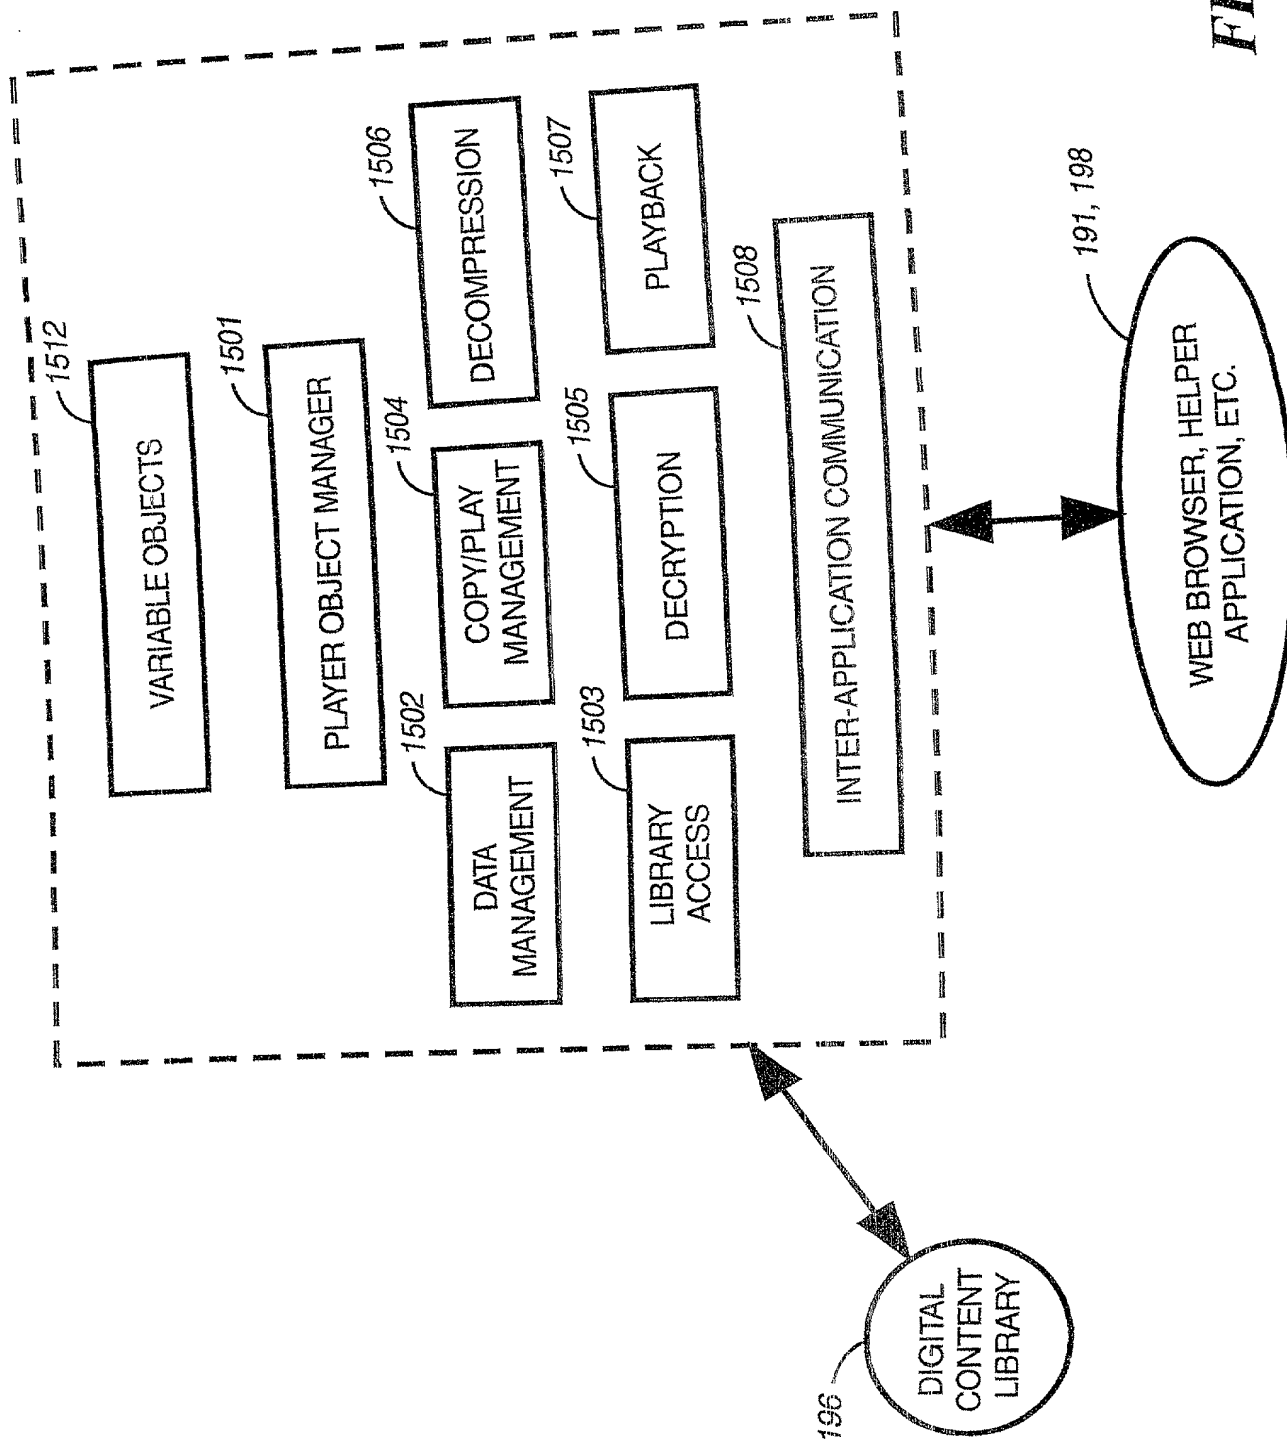 1512
VARIABLE OBJECTS
1501
PLAYER OBJECT MANAGER
1502
DATA
MANAGEMENT
1504
COPY/PLAY
MANAGEMENT
1506
DECOMPRESSION
1503
LIBRARY
ACCESS
1505
DECRYPTION
1507
PLAYBACK
1508
INTER-APPLICATION COMMUNICATION
196
DIGITAL
CONTENT
LIBRARY
191, 198
WEB BROWSER, HELPER
APPLICATION, ETC.